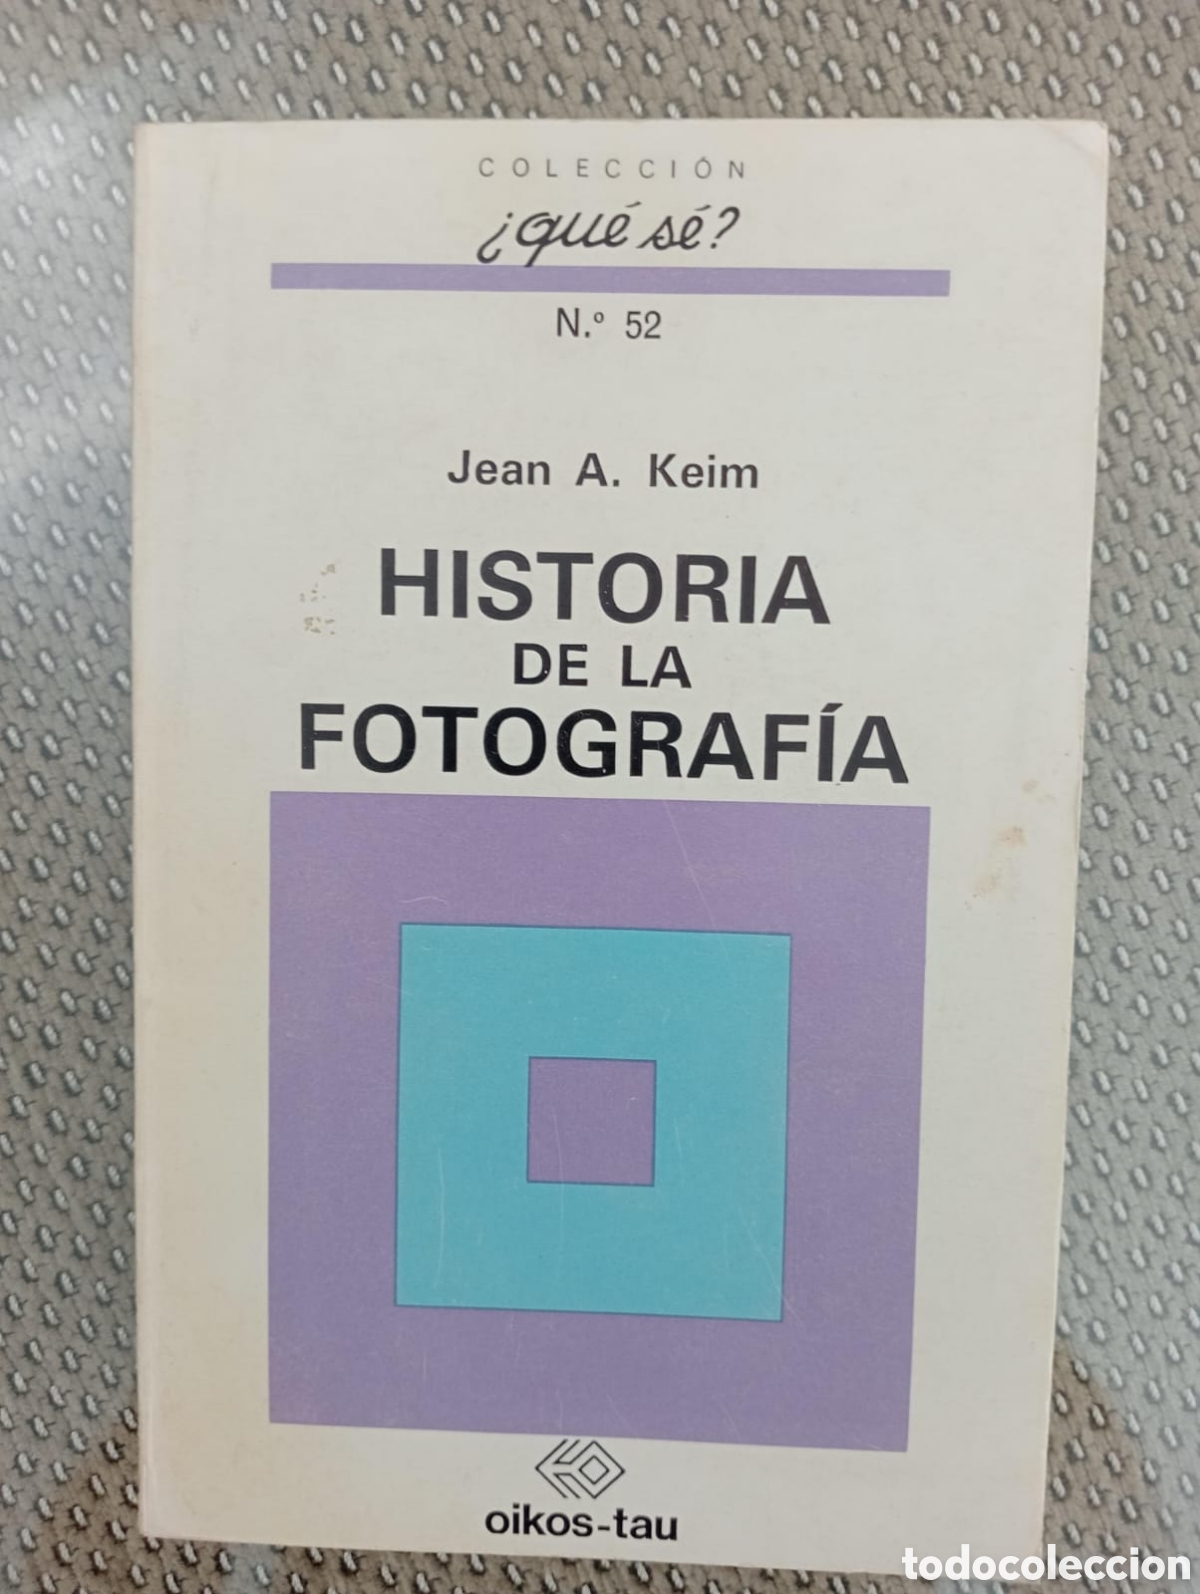 COLECCIÓN
¿qué sé?
N.º 52
Jean A. Keim
HISTORIA
DE LA
FOTOGRAFÍA
oikos-tau
todocoleccion